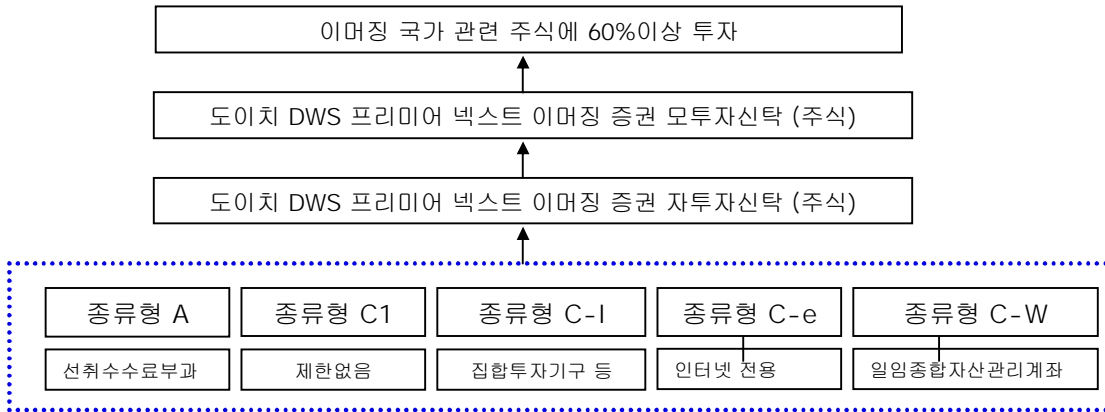 이머징 국가 관련 주식에 60%이상 투자
도이치 DWS 프리미어 넥스트 이머징 증권 모투자신탁 (주식)
도이치 DWS 프리미어 넥스트 이머징 증권 자투자신탁 (주식)
종류형 A 종류형 C1 종류형 C-I 종류형 C-e 종류형 C-W
선취수수료부과 제한없음 집합투자기구 등 인터넷 전용 일임종합자산관리계좌